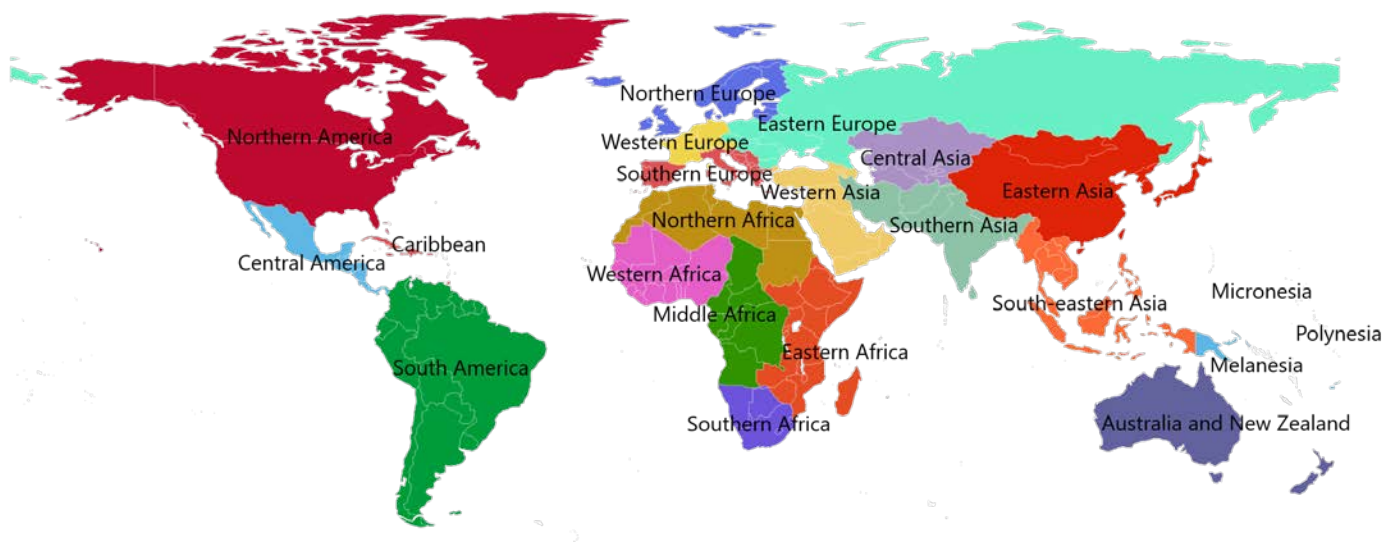 Northern Europe
Eastern Europe
Northern America
Western Europe
Central Asia
Southern Europe
Western Asia
Eastern Asia
Northern Africa
Southern Asia
Caribbean
Central America
Western Africa
Micronesia
South-eastern Asia
Middle Africa
Polynesia
Eastern Africa
Melanesia
South America
Southern Africa
Australia and New Zealand